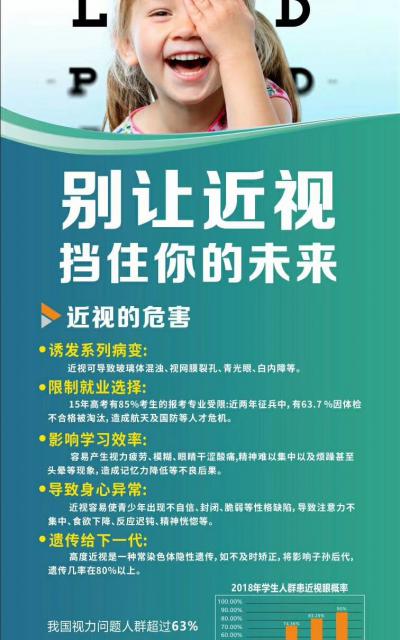 L D
P D
别让近视
挡住你的未来
近视的危害
诱发系列病变:
近视可导致玻璃体混浊、视网膜裂孔、青光眼、白内障等。
限制就业选择:
15年高考有85%考生的报考专业受限:近两年征兵中,有63.7%因体检
不合格被淘汰,造成航天及国防等人才危机。
影响学习效率:
容易产生视力疲劳、模糊、眼睛干涩酸痛,精神难以集中以及烦躁甚至
头晕等现象,造成记忆力降低等不良后果。
导致身心异常:
近视容易使青少年出现不自信、封闭、脆弱等性格缺陷,导致注意力不
集中、食欲下降、反应迟钝、精神恍惚等。
遗传给下一代:
高度近视是一种常染色体隐性遗传,如不及时矫正,将影响子孙后代,
遗传几率在80%以上。
2018年学生人群患近视眼概率
100.00%
90.00%
80.00%
70.00%
60.00%
74.36%
83.28%
90%
我国视力问题人群超过63%